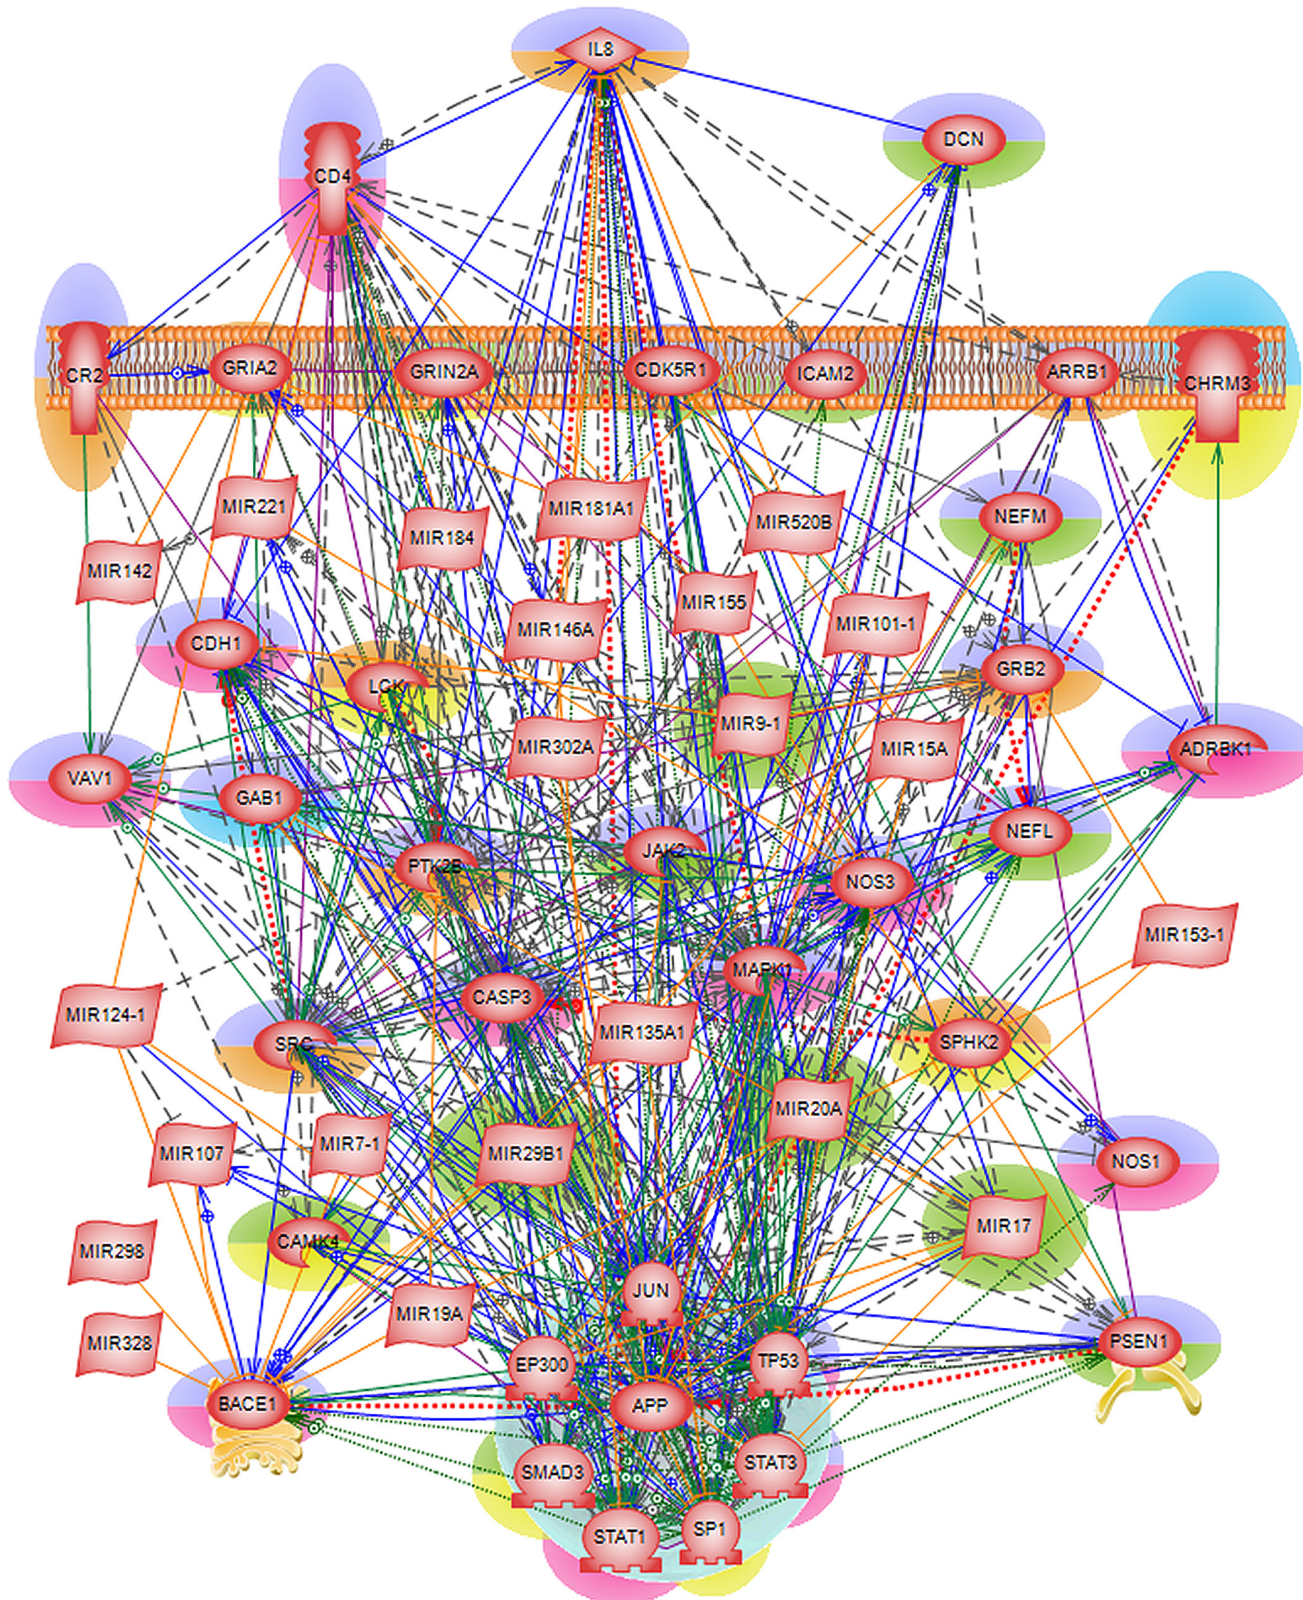 IL8
DCN
CD4
CR2
GRIA2
GRIN2A
CDK5R1
ICAM2
ARRB1
CHRM3
MIR221
MIR181A1
MIR520B
NEFM
MIR184
MIR142
MIR155
MIR146A
MIR101-1
CDH1
GRB2
LCK
MIR9-1
MIR302A
MIR15A
ADRBK1
VAV1
GAB1
NEFL
JAK2
PTK2B
NOS3
MIR153-1
MAPK1
CASP3
MIR124-1
MIR135A1
SRC
SPHK2
MIR20A
MIR7-1
MIR107
MIR29B1
NOS1
MIR17
CAMK4
MIR298
JUN
MIR19A
MIR328
PSEN1
EP300
TP53
BACE1
APP
SMAD3
STAT3
SP1
STAT1